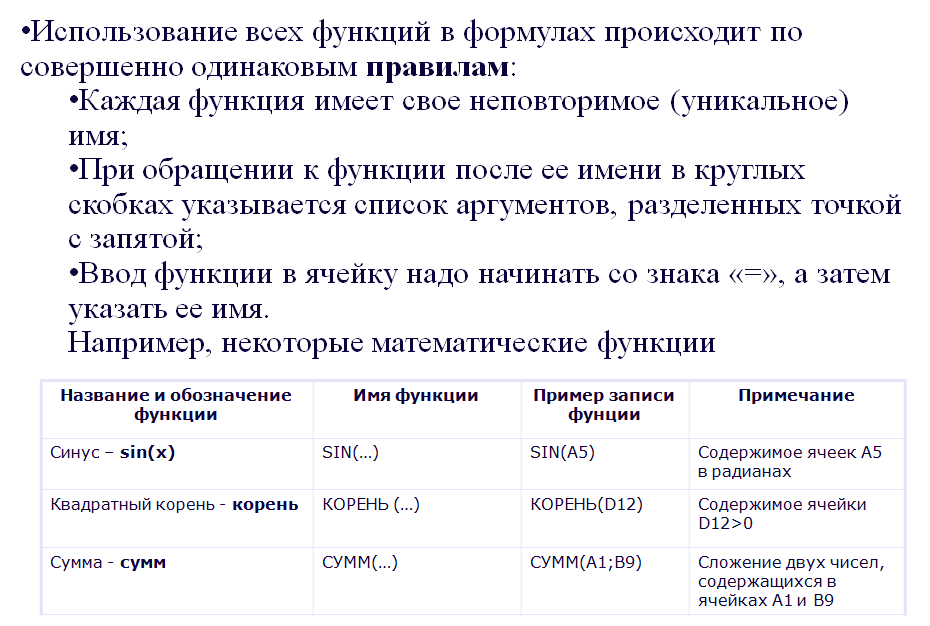 •Использование всех функций в формулах происходит по
совершенно одинаковым правилам:
•Каждая функция имеет свое неповторимое (уникальное)
имя;
•При обращении к функции после ее имени в круглых
скобках указывается список аргументов, разделенных точкой
с запятой;
•Ввод функции в ячейку надо начинать со знака «=», а затем
указать ее имя.
Например, некоторые математические функции
Название и обозначение
функции
Имя функции
Пример записи
фунции
Примечание
Синус – sin(x)
SIN(…)
SIN(A5)
Содержимое ячеек A5
в радианах
Квадратный корень - корень
КОРЕНЬ (…)
КОРЕНЬ(D12)
Содержимое ячейки
D12>0
Сумма - сумм
СУММ(…)
СУММ(A1;B9)
Сложение двух чисел,
содержащихся в
ячейках A1 и B9